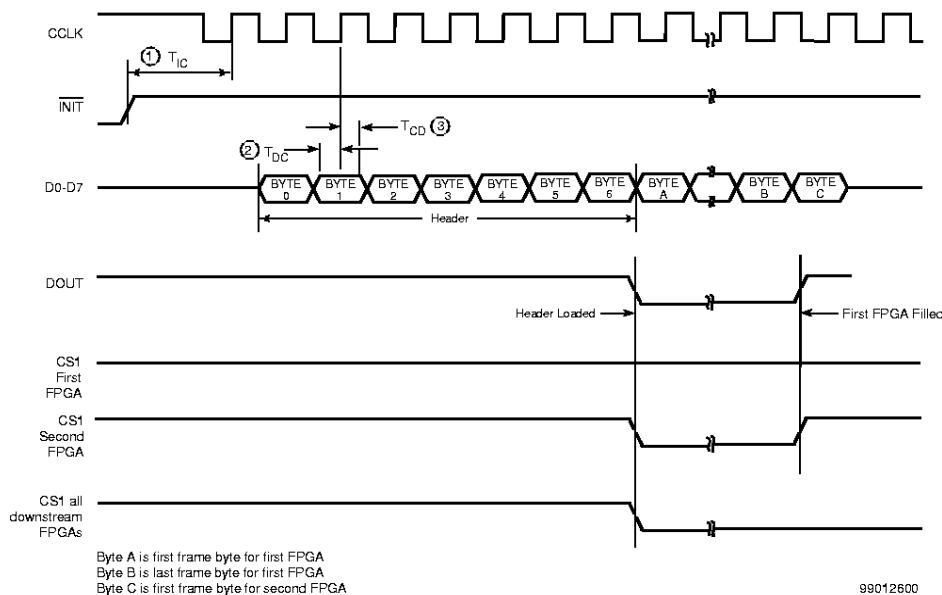 CCLK
① TIC
INIT
TCD ③
② TDC
D0-D7
BYTE 0
BYTE 1
BYTE 2
BYTE 3
BYTE 4
BYTE 5
BYTE 6
BYTE A
BYTE B
BYTE C
Header
DOUT
Header Loaded
First FPGA Filled
CS1
First
FPGA
CS1
Second
FPGA
CS1 all
downstream
FPGAs
Byte A is first frame byte for first FPGA
Byte B is last frame byte for first FPGA
Byte C is first frame byte for second FPGA
99012600